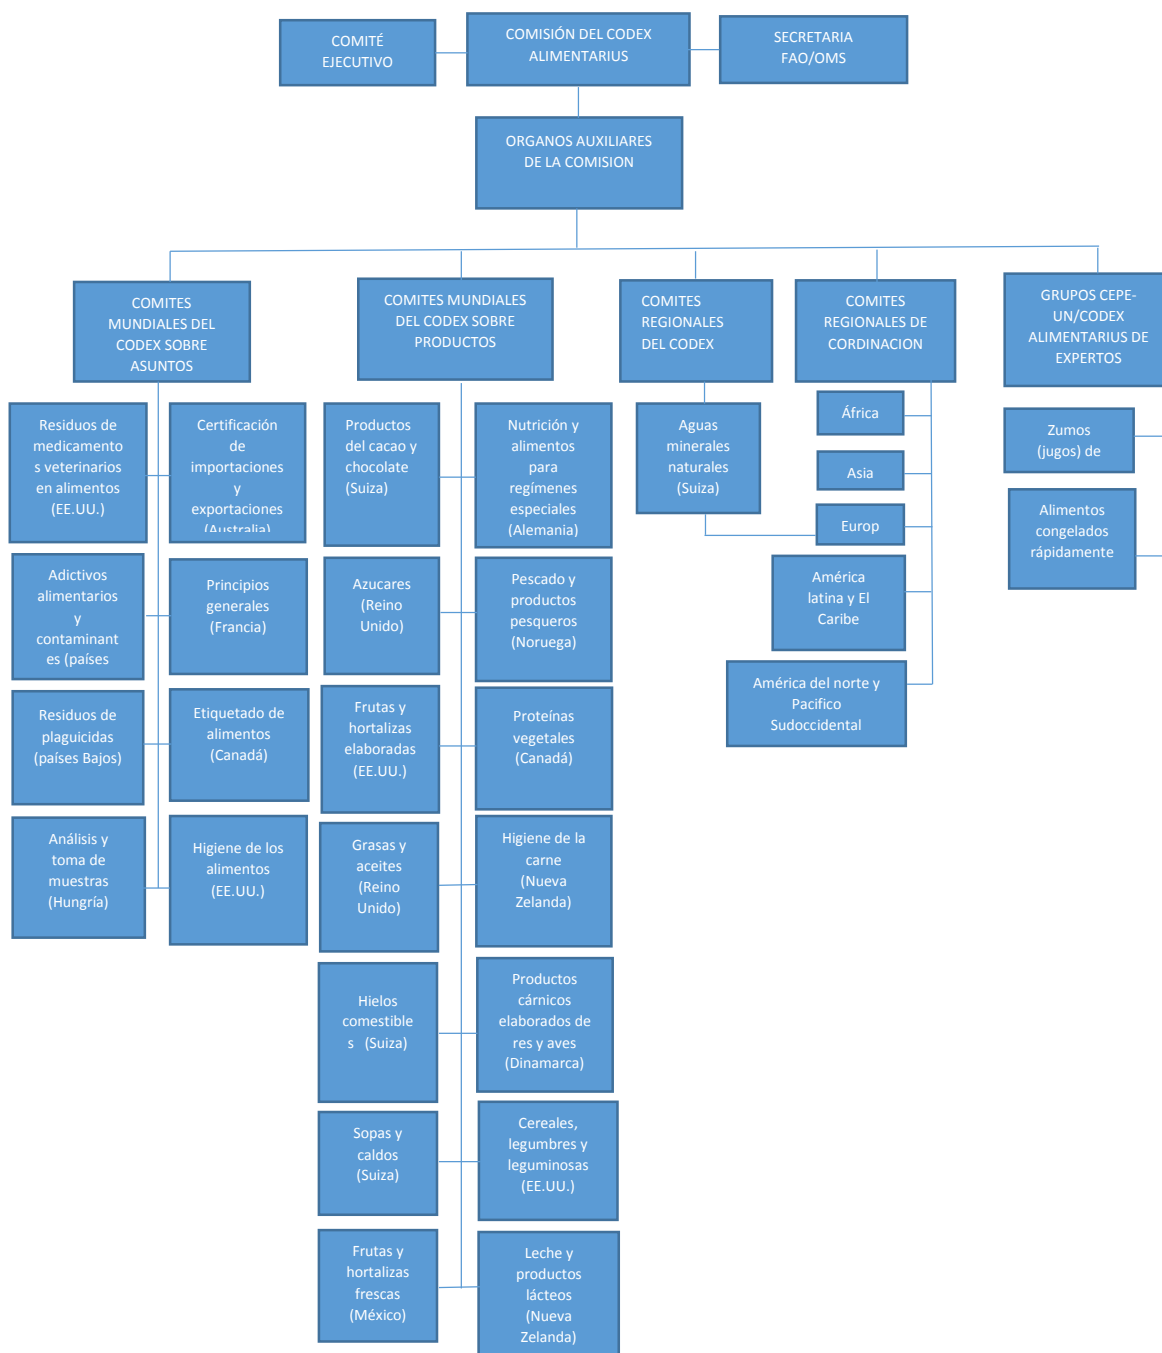 COMITÉ
EJECUTIVO
COMISIÓN DEL CODEX
ALIMENTARIUS
SECRETARIA
FAO/OMS
ORGANOS AUXILIARES
DE LA COMISION
COMITES
MUNDIALES DEL
CODEX SOBRE
ASUNTOS
COMITES MUNDIALES
DEL CODEX SOBRE
PRODUCTOS
COMITES
REGIONALES
DEL CODEX
COMITES
REGIONALES DE
CORDINACION
GRUPOS CEPE-
UN/CODEX
ALIMENTARIUS DE
EXPERTOS
Residuos de
medicamento
s veterinarios
en alimentos
(EE.UU.)
Certificación
de
importaciones
y
exportaciones
(Australia)
Adictivos
alimentarios
y
contaminant
es (países
Principios
generales
(Francia)
Residuos de
plaguicidas
(países Bajos)
Etiquetado de
alimentos
(Canadá)
Análisis y
toma de
muestras
(Hungría)
Higiene de los
alimentos
(EE.UU.)
Productos
del cacao y
chocolate
(Suiza)
Nutrición y
alimentos
para
regímenes
especiales
(Alemania)
Azucares
(Reino
Unido)
Pescado y
productos
pesqueros
(Noruega)
Frutas y
hortalizas
elaboradas
(EE.UU.)
Proteínas
vegetales
(Canadá)
Grasas y
aceites
(Reino
Unido)
Higiene de la
carne
(Nueva
Zelanda)
Hielos
comestible
s (Suiza)
Productos
cárnicos
elaborados de
res y aves
(Dinamarca)
Sopas y
caldos
(Suiza)
Cereales,
legumbres y
leguminosas
(EE.UU.)
Frutas y
hortalizas
frescas
(México)
Leche y
productos
lácteos
(Nueva
Zelanda)
Aguas
minerales
naturales
(Suiza)
África
Asia
Europ
América
latina y El
Caribe
América del norte y
Pacifico
Sudoccidental
Zumos
(jugos) de
Alimentos
congelados
rápidamente